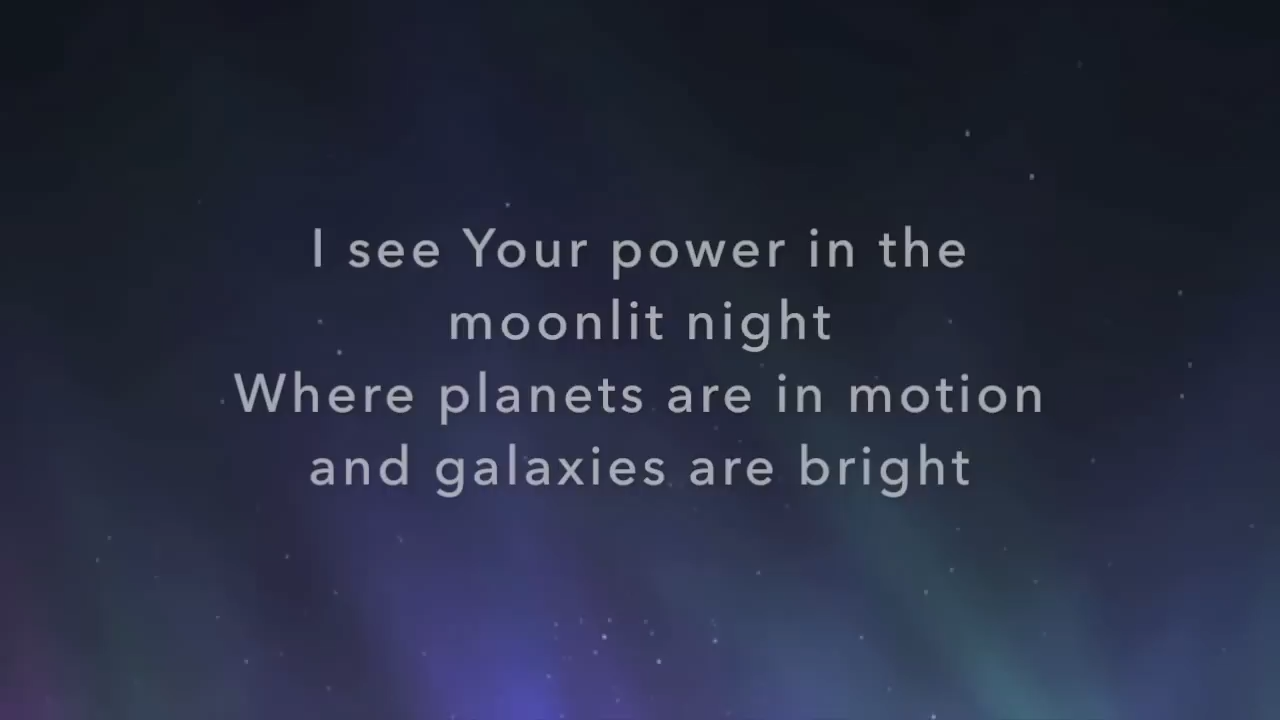 I see Your power in the
moonlit night
Where planets are in motion
and galaxies are bright